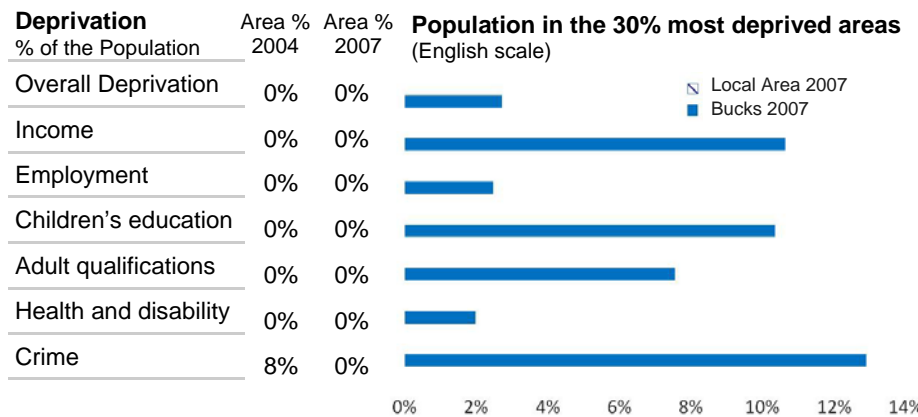 Deprivation Area % Area % Population in the 30% most deprived areas
% of the Population 2004 2007 (English scale)
Overall Deprivation 0% 0%
Local Area 2007
Bucks 2007
Income 0% 0%
Employment 0% 0%
Children's education 0% 0%
Adult qualifications 0% 0%
Health and disability 0% 0%
Crime 8% 0%
0% 2% 4% 6% 8% 10% 12% 14%